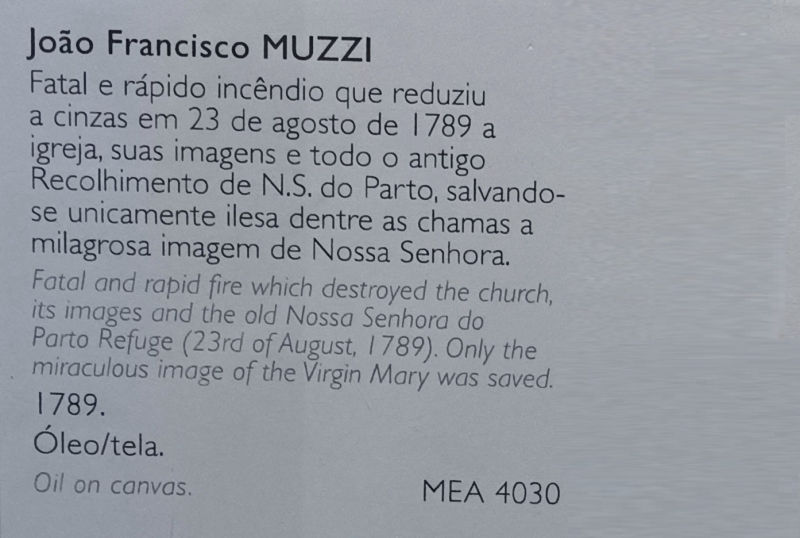 João Francisco MUZZI
Fatal e rápido incêndio que reduziu
a cinzas em 23 de agosto de 1789 a
igreja, suas imagens e todo o antigo
Recolhimento de N.S. do Parto, salvando-
se unicamente ilesa dentre as chamas a
milagrosa imagem de Nossa Senhora.
Fatal and rapid fire which destroyed the church,
its images and the old Nossa Senhora do
Parto Refuge (23rd of August, 1789). Only the
miraculous image of the Virgin Mary was saved.
1789.
Óleo/tela.
Oil on canvas. MEA 4030